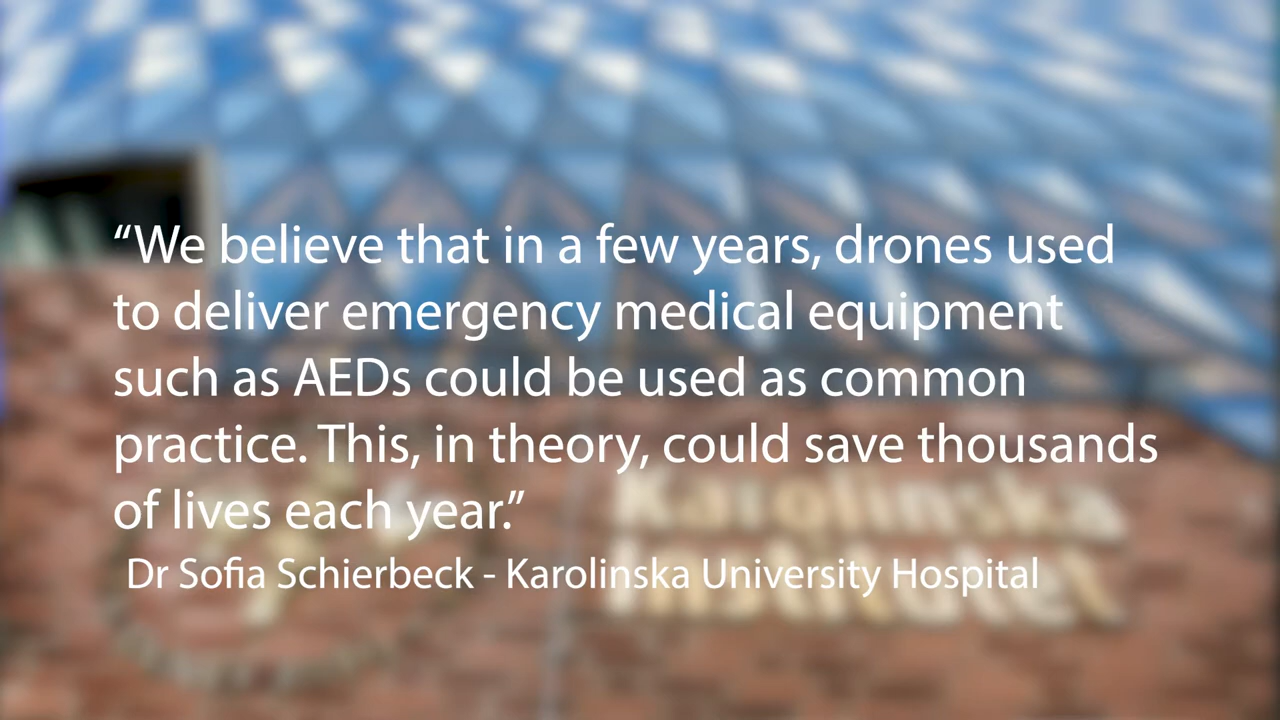 “We believe that in a few years, drones used
to deliver emergency medical equipment
such as AEDs could be used as common
practice. This, in theory, could save thousands
of lives each year.”
Dr Sofia Schierbeck - Karolinska University Hospital
Karolinska
Institutet